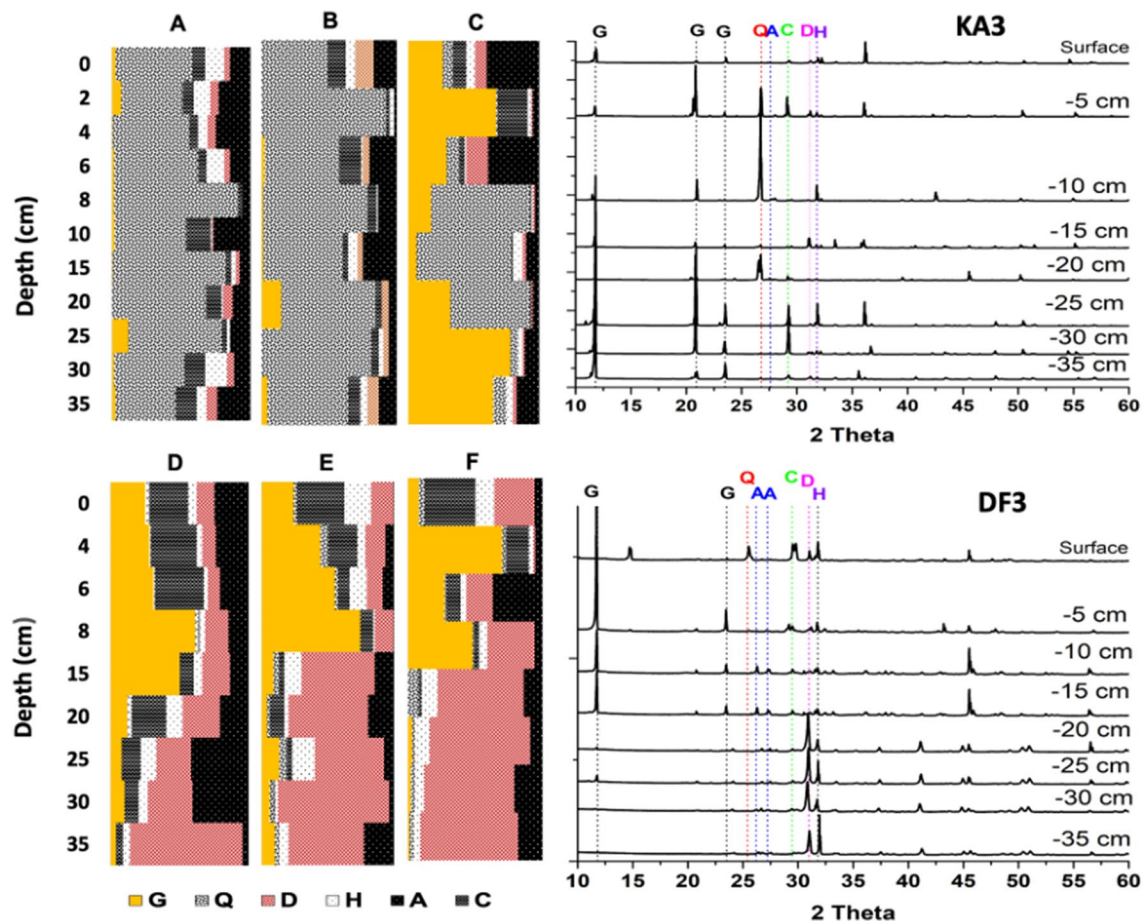 A B C
Depth (cm)
0
2
4
6
8
10
15
20
25
30
35
G G G Q A C D H
KA3
Surface
-5 cm
-10 cm
-15 cm
-20 cm
-25 cm
-30 cm
-35 cm
10 15 20 25 30 35 40 45 50 55 60
2 Theta
D E F
Depth (cm)
0
4
6
8
15
20
25
30
35
G Q D H A C
G G Q A A C D H
DF3
Surface
-5 cm
-10 cm
-15 cm
-20 cm
-25 cm
-30 cm
-35 cm
10 15 20 25 30 35 40 45 50 55 60
2 Theta